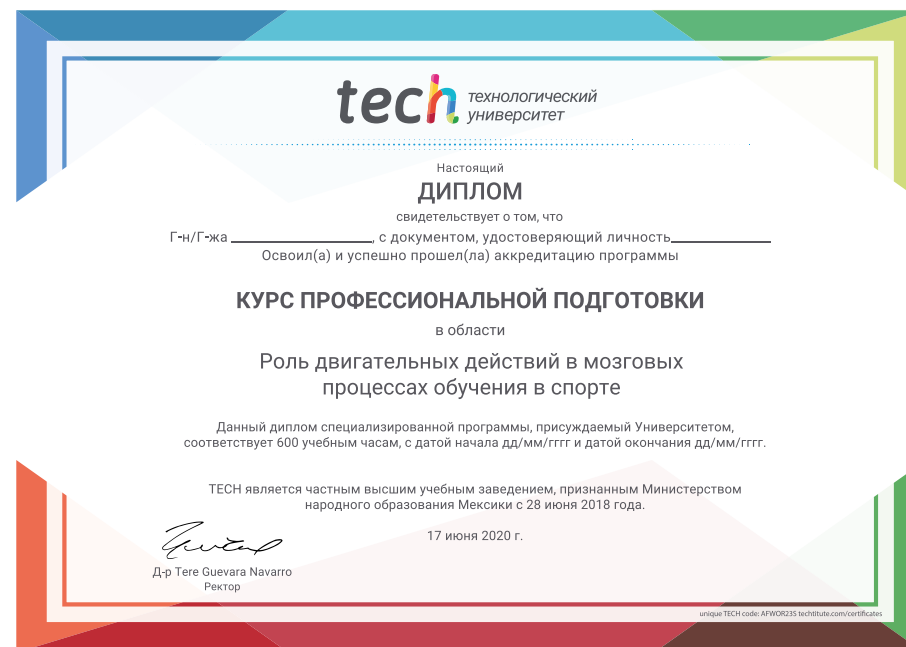 tech технологический
университет
Настоящий
ДИПЛОМ
свидетельствует о том, что
Г-н/Г-жа ________________, с документом, удостоверяющий личность____________
Освоил(а) и успешно прошел(ла) аккредитацию программы
КУРС ПРОФЕССИОНАЛЬНОЙ ПОДГОТОВКИ
в области
Роль двигательных действий в мозговых
процессах обучения в спорте
Данный диплом специализированной программы, присуждаемый Университетом,
соответствует 600 учебным часам, с датой начала дд/мм/гггг и датой окончания дд/мм/гггг.
TECH является частным высшим учебным заведением, признанным Министерством
народного образования Мексики с 28 июня 2018 года.
17 июня 2020 г.
Д-р Tere Guevara Navarro
Ректор
unique TECH code: AFWOR235 techtitute.com/certificates